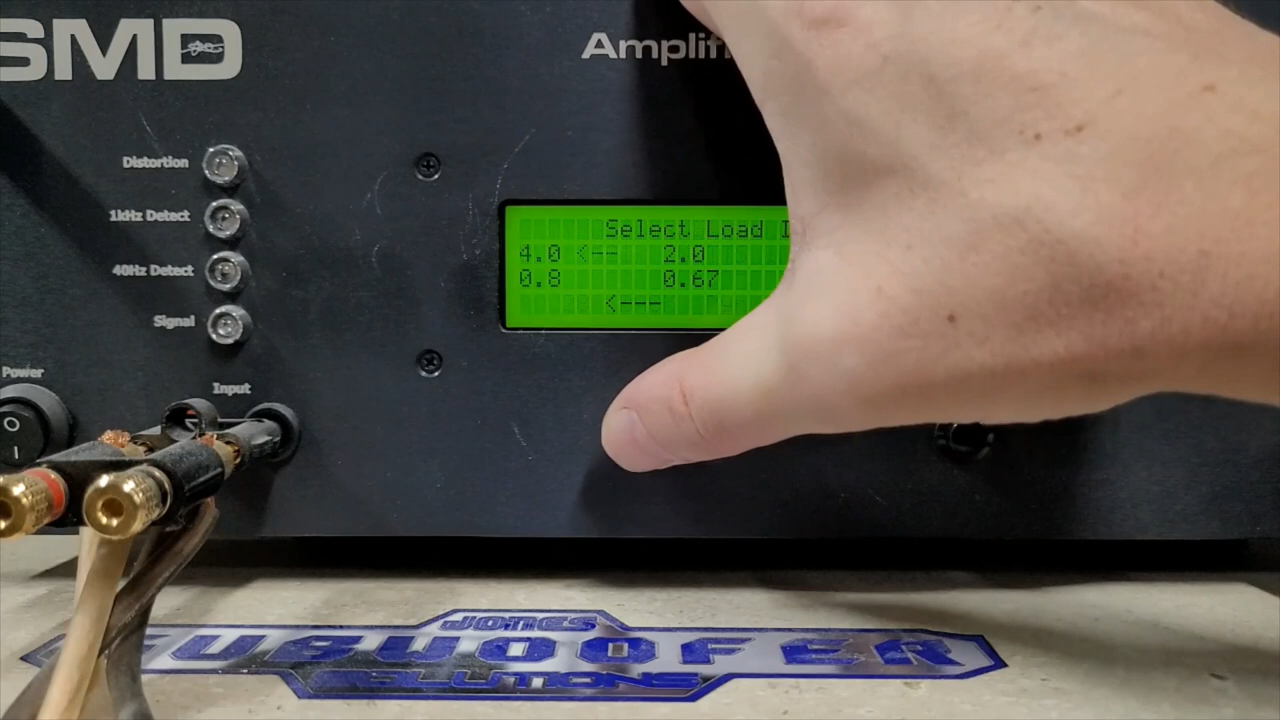 SMD
Amplifi
Distortion
1kHz Detect
40Hz Detect
Signal
Select Load
4.0 <-- 2.0
0.8 0.67
<---
Power
O
I
Input
JONES
SUBWOOFER
SOLUTIONS